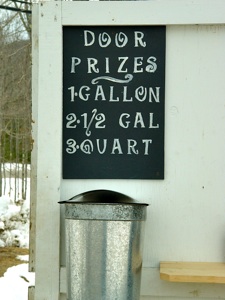 DOOR
PRIZES
1·GALLON
2·1/2 GAL
3·QUART